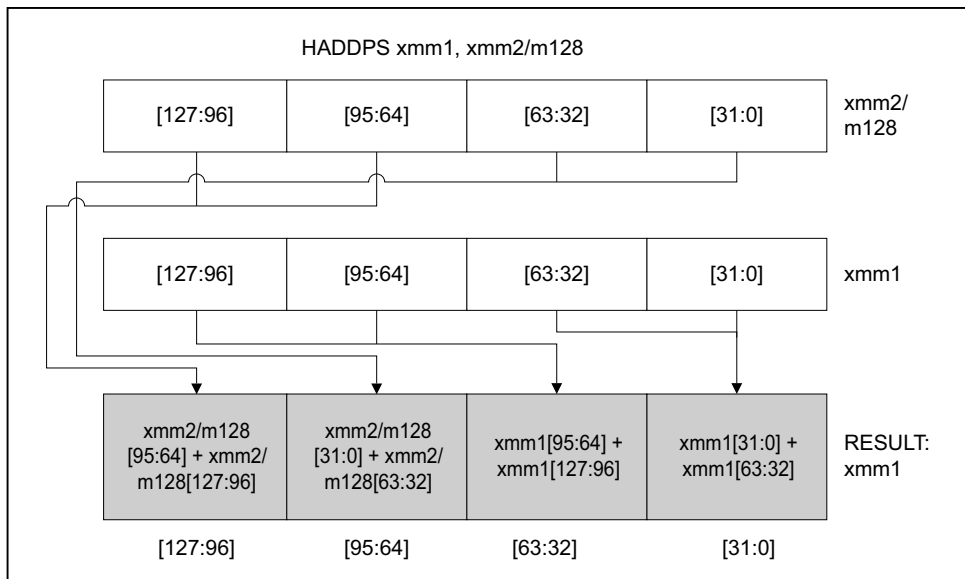 HADDPS xmm1, xmm2/m128
[127:96] [95:64] [63:32] [31:0]
xmm2/
m128
[127:96] [95:64] [63:32] [31:0]
xmm1
xmm2/m128
[95:64] + xmm2/
m128[127:96]
xmm2/m128
[31:0] + xmm2/
m128[63:32]
xmm1[95:64] +
xmm1[127:96]
xmm1[31:0] +
xmm1[63:32]
RESULT:
xmm1
[127:96] [95:64] [63:32] [31:0]